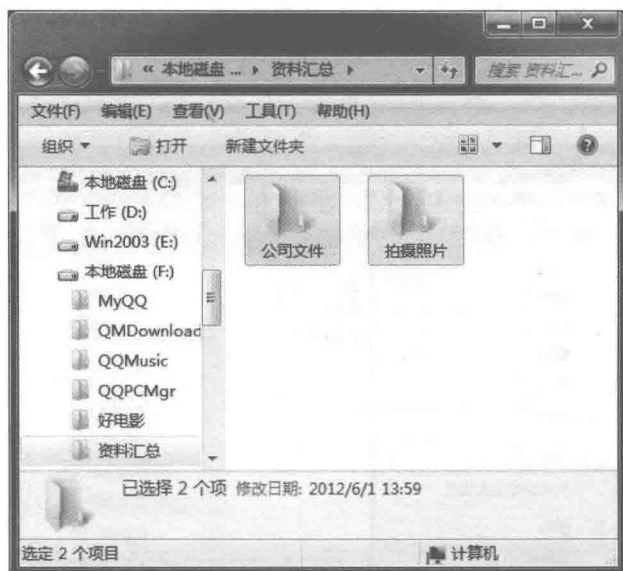 « 本地磁盘 ... ▸ 资料汇总 ▸
搜索 资料汇...
文件(F) 编辑(E) 查看(V) 工具(T) 帮助(H)
组织 打开 新建文件夹
本地磁盘 (C:)
工作 (D:)
Win2003 (E:)
本地磁盘 (F:)
MyQQ
QMDownload
QQMusic
QQPCMgr
好电影
资料汇总
公司文件
拍摄照片
已选择 2 个项 修改日期: 2012/6/1 13:59
选定 2 个项目
计算机